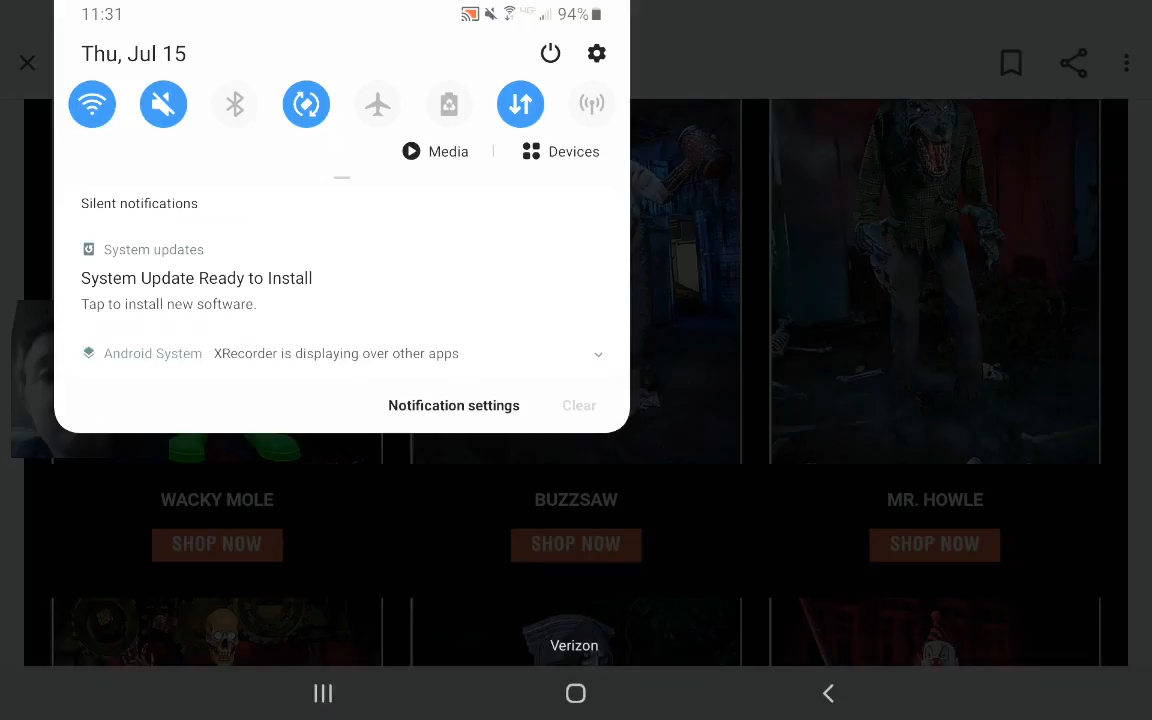 11:31
94%
Thu, Jul 15
Media
Devices
Silent notifications
System updates
System Update Ready to Install
Tap to install new software.
Android System XRecorder is displaying over other apps
Notification settings
Clear
WACKY MOLE
BUZZSAW
MR. HOWLE
SHOP NOW
SHOP NOW
SHOP NOW
Verizon